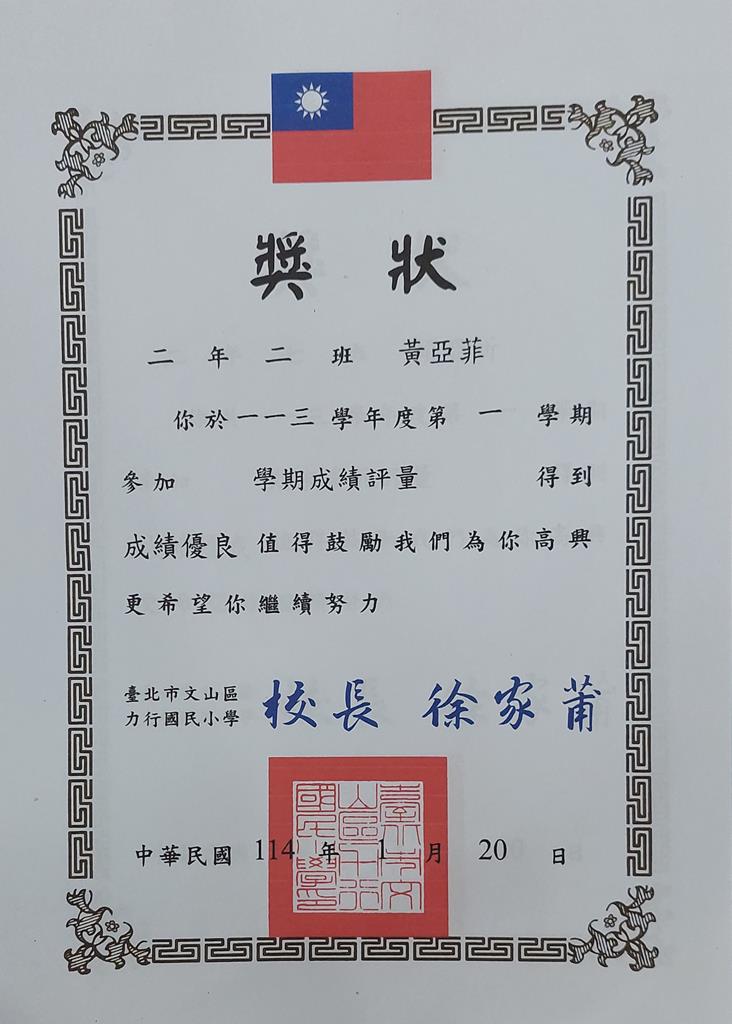 獎狀
二年二班 黃亞菲
你於一一三學年度第一學期
參加 學期成績評量 得到
成績優良 值得鼓勵我們為你高興
更希望你繼續努力
臺北市文山區
力行國民小學
校長 徐家莆
中華民國 114 年 1 月 20 日